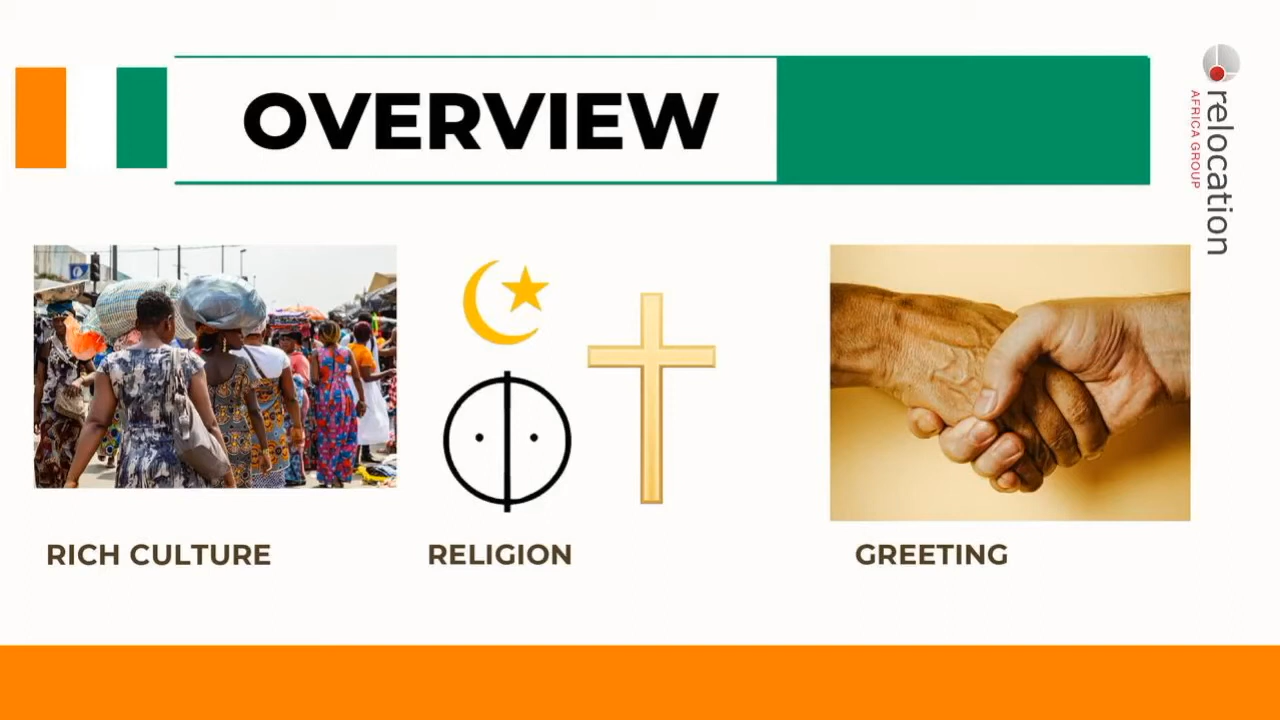 OVERVIEW
relocation
AFRICA GROUP
RICH CULTURE
RELIGION
GREETING